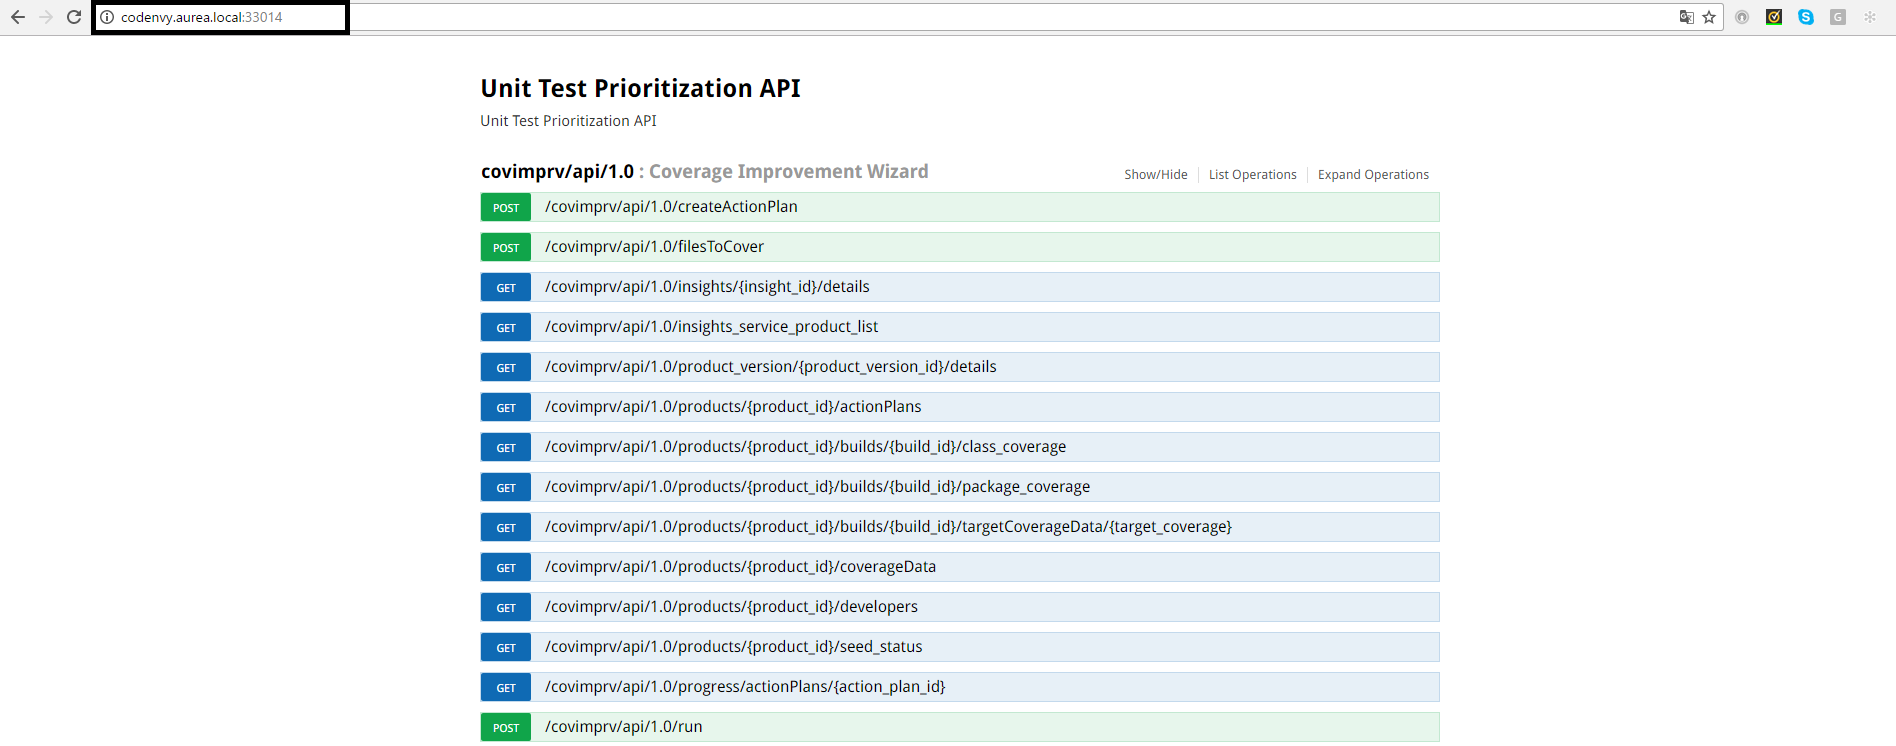 codenvy.aurea.local:33014
Unit Test Prioritization API
Unit Test Prioritization API
covimprv/api/1.0 : Coverage Improvement Wizard
Show/Hide
List Operations
Expand Operations
POST /covimprv/api/1.0/createActionPlan
POST /covimprv/api/1.0/filesToCover
GET /covimprv/api/1.0/insights/{insight_id}/details
GET /covimprv/api/1.0/insights_service_product_list
GET /covimprv/api/1.0/product_version/{product_version_id}/details
GET /covimprv/api/1.0/products/{product_id}/actionPlans
GET /covimprv/api/1.0/products/{product_id}/builds/{build_id}/class_coverage
GET /covimprv/api/1.0/products/{product_id}/builds/{build_id}/package_coverage
GET /covimprv/api/1.0/products/{product_id}/builds/{build_id}/targetCoverageData/{target_coverage}
GET /covimprv/api/1.0/products/{product_id}/coverageData
GET /covimprv/api/1.0/products/{product_id}/developers
GET /covimprv/api/1.0/products/{product_id}/seed_status
GET /covimprv/api/1.0/progress/actionPlans/{action_plan_id}
POST /covimprv/api/1.0/run